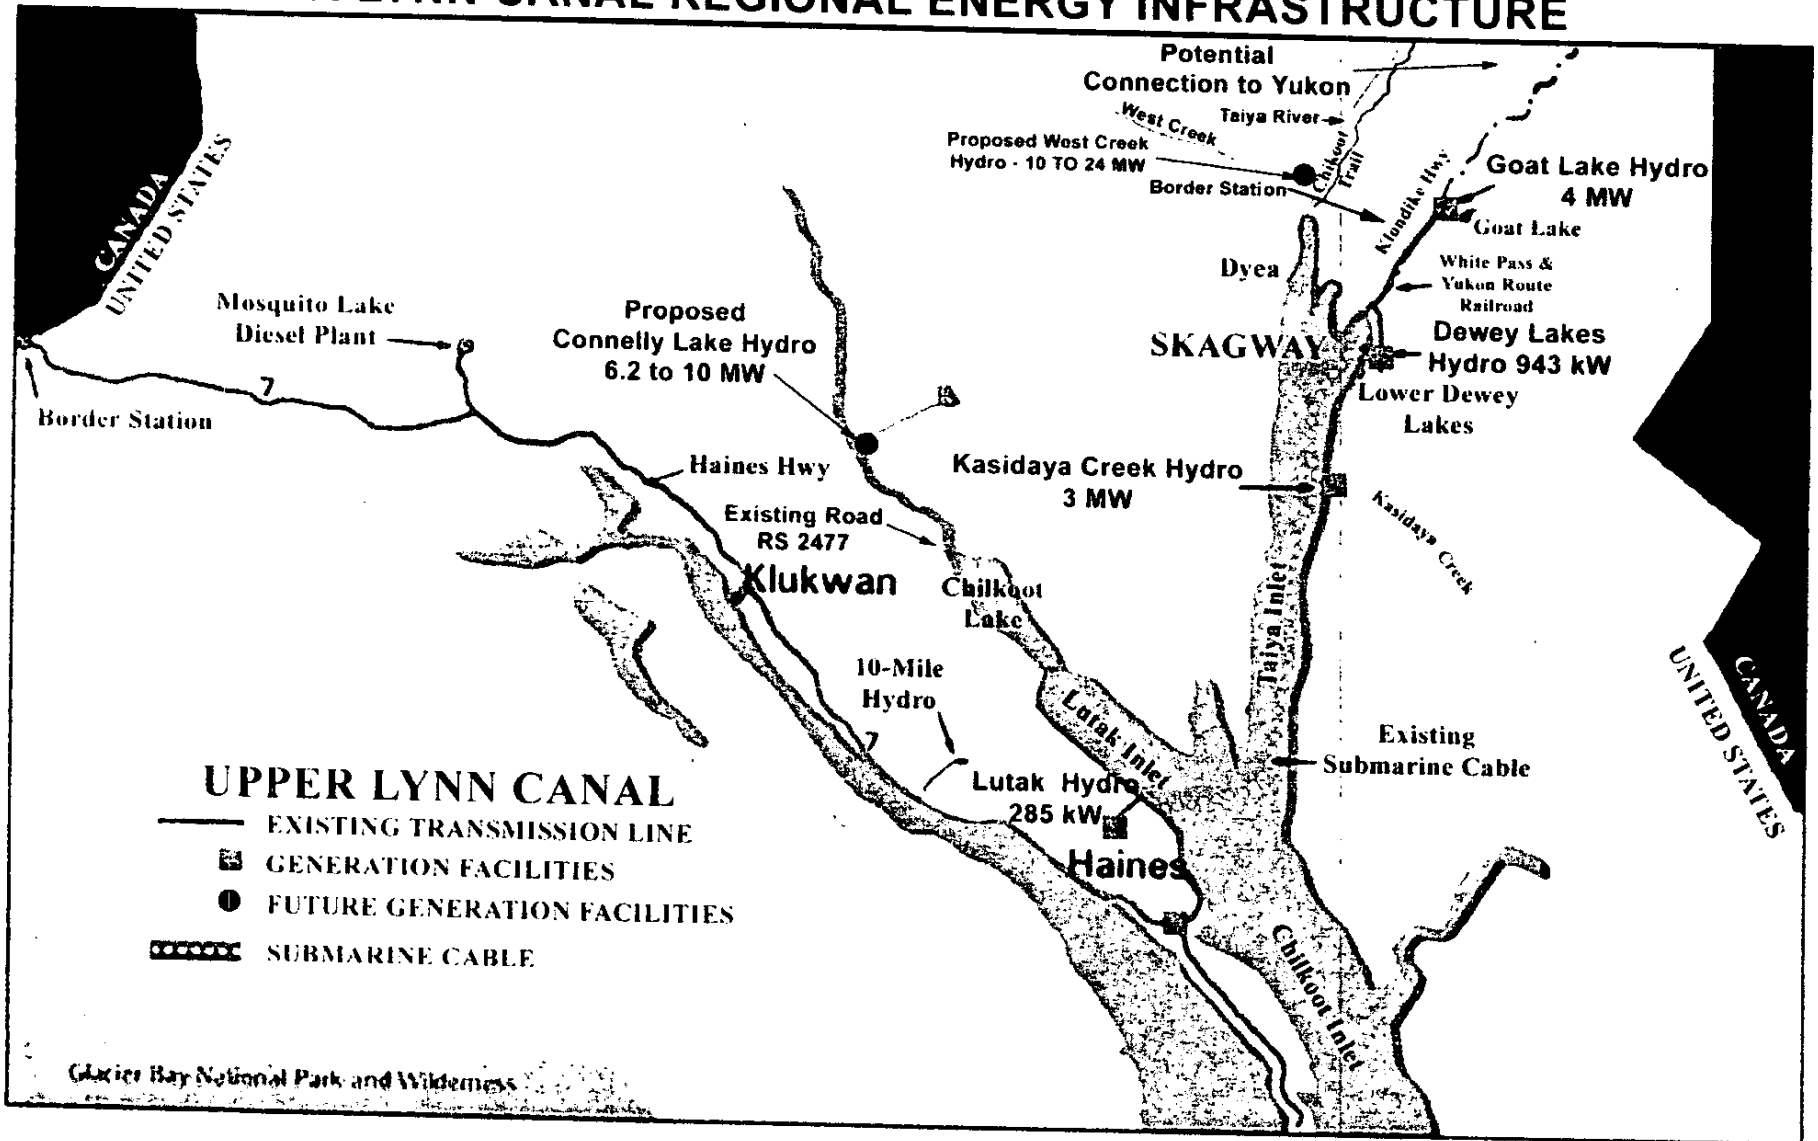 LYNN CANAL REGIONAL ENERGY INFRASTRUCTURE
Potential
Connection to Yukon
Taiya River
West Creek
Proposed West Creek
Hydro - 10 TO 24 MW
Border Station
Chilkoot
Trail
Klondike Hwy
Goat Lake Hydro
4 MW
Goat Lake
White Pass &
Yukon Route
Railroad
Dyea
SKAGWAY
Dewey Lakes
Hydro 943 kW
Lower Dewey
Lakes
CANADA
UNITED STATES
Mosquito Lake
Diesel Plant
Proposed
Connelly Lake Hydro
6.2 to 10 MW
7
Border Station
Haines Hwy
Kasidaya Creek Hydro
3 MW
Kasidaya Creek
Existing Road
RS 2477
Klukwan
Chilkoot
Lake
Taiya Inlet
10-Mile
Hydro
7
Lutak Inlet
Existing
Submarine Cable
CANADA
UNITED STATES
Lutak Hydro
285 kW
Haines
Chilkoot Inlet
UPPER LYNN CANAL
EXISTING TRANSMISSION LINE
GENERATION FACILITIES
FUTURE GENERATION FACILITIES
SUBMARINE CABLE
Glacier Bay National Park and Wilderness